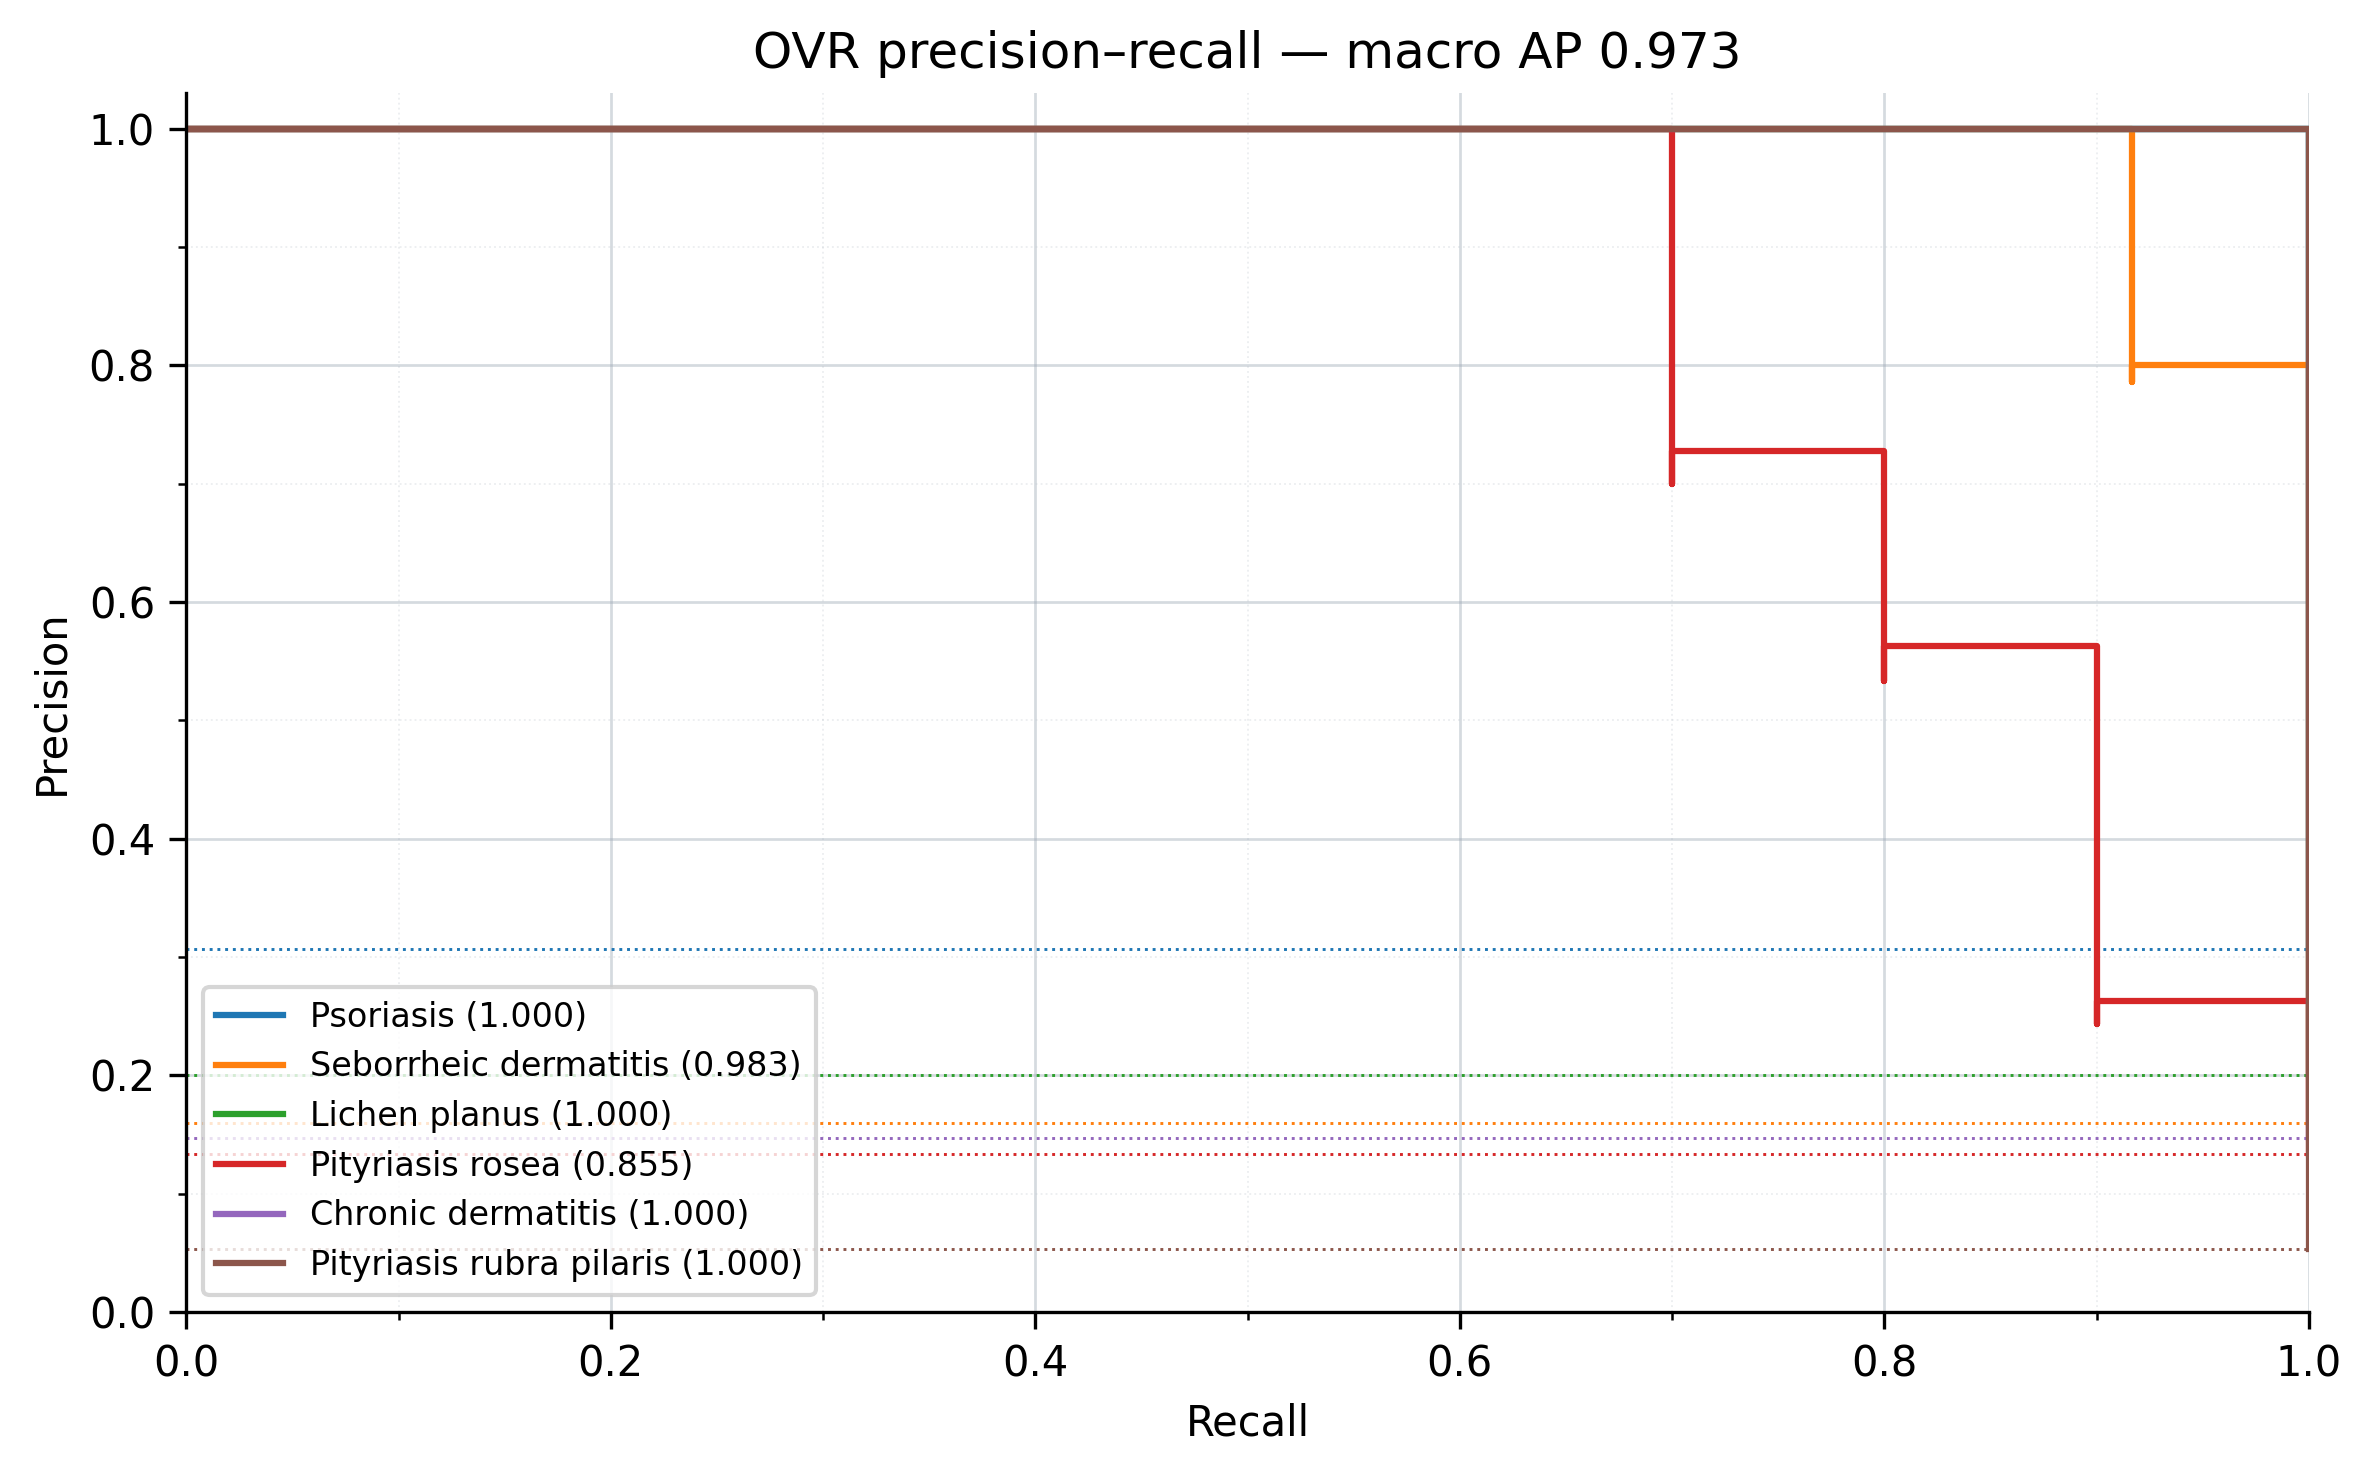 OVR precision–recall — macro AP 0.973
Precision
1.0
0.8
0.6
0.4
0.2
0.0
Psoriasis (1.000)
Seborrheic dermatitis (0.983)
Lichen planus (1.000)
Pityriasis rosea (0.855)
Chronic dermatitis (1.000)
Pityriasis rubra pilaris (1.000)
0.0 0.2 0.4 0.6 0.8 1.0
Recall